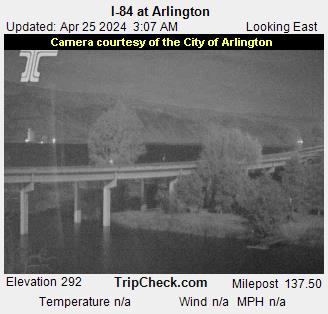 I-84 at Arlington
Updated: Apr 25 2024 3:07 AM Looking East
Camera courtesy of the City of Arlington
Elevation 292 TripCheck.com Milepost 137.50
Temperature n/a Wind n/a MPH n/a